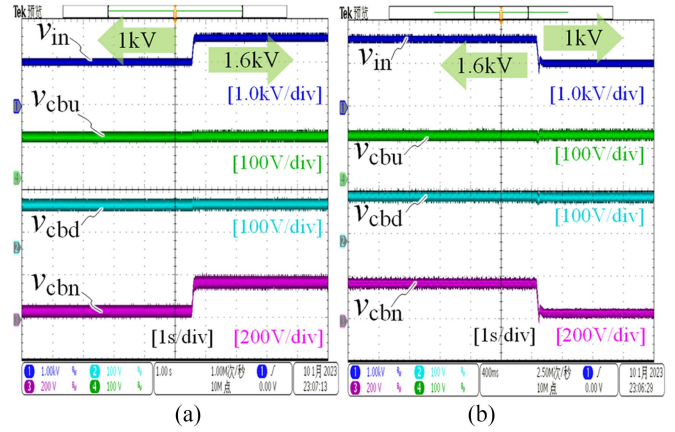 Tek 预览
v_in
1kV
1.6kV
[1.0kV/div]
v_cbu
[100V/div]
v_cbd
[100V/div]
v_cbn
[1s/div] [200V/div]
1 1.00kV
2 100 V
3 200 V
4 100 V
1.00 s
1.00M次/秒
10M 点
1
0.00 V
10 1月 2023
23:07:13
(a)
Tek 预览
v_in
1.6kV
1kV
[1.0kV/div]
v_cbu
[100V/div]
v_cbd
[100V/div]
v_cbn
[1s/div] [200V/div]
1 1.00kV
2 100 V
3 200 V
4 100 V
400ms
2.50M次/秒
10M 点
1
0.00 V
10 1月 2023
23:06:29
(b)